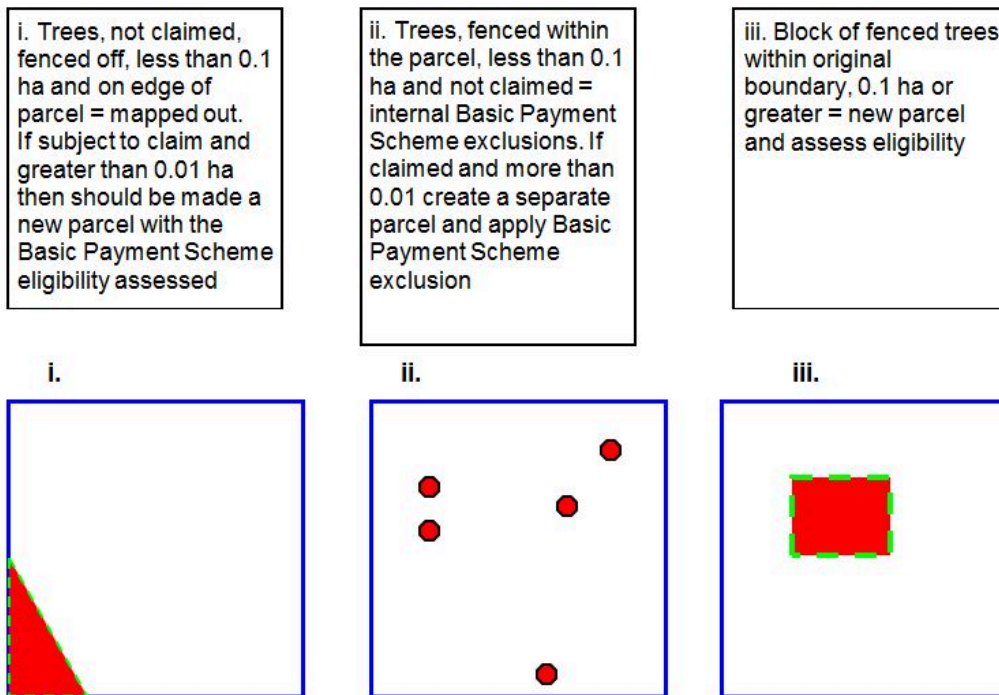 i. Trees, not claimed,
fenced off, less than 0.1
ha and on edge of
parcel = mapped out.
If subject to claim and
greater than 0.01 ha
then should be made a
new parcel with the
Basic Payment Scheme
eligibility assessed
ii. Trees, fenced within
the parcel, less than 0.1
ha and not claimed =
internal Basic Payment
Scheme exclusions. If
claimed and more than
0.01 create a separate
parcel and apply Basic
Payment Scheme
exclusion
iii. Block of fenced trees
within original
boundary, 0.1 ha or
greater = new parcel
and assess eligibility
i.
ii.
iii.